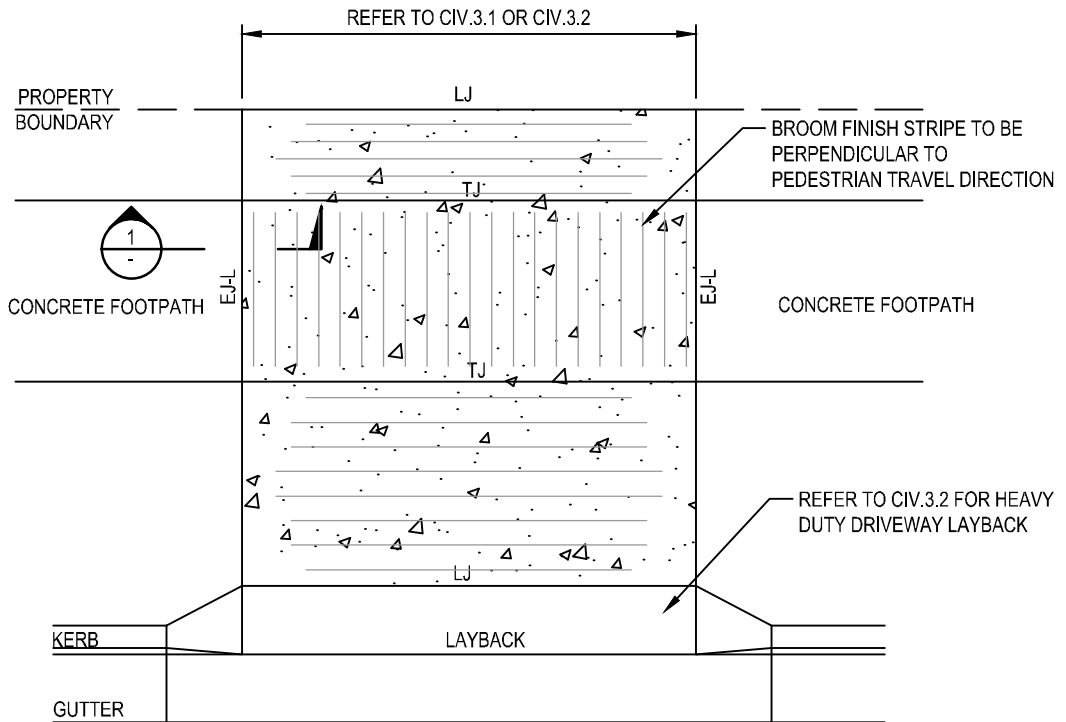 REFER TO CIV.3.1 OR CIV.3.2
PROPERTY
BOUNDARY
LJ
BROOM FINISH STRIPE TO BE
PERPENDICULAR TO
PEDESTRIAN TRAVEL DIRECTION
TJ
1
-
EJ-L
EJ-L
CONCRETE FOOTPATH
CONCRETE FOOTPATH
TJ
REFER TO CIV.3.2 FOR HEAVY
DUTY DRIVEWAY LAYBACK
LJ
KERB
LAYBACK
GUTTER